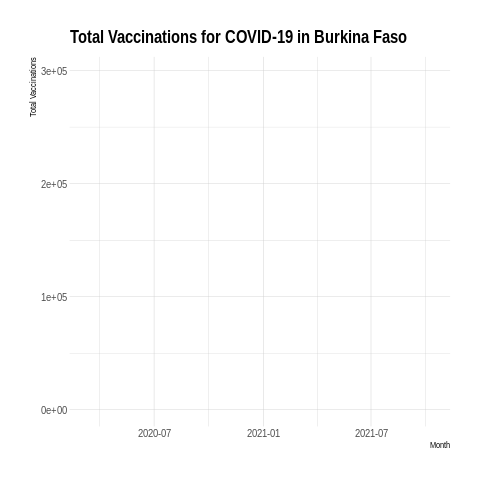 Total Vaccinations for COVID-19 in Burkina Faso
Total Vaccinations
3e+05
2e+05
1e+05
0e+00
2020-07 2021-01 2021-07
Month